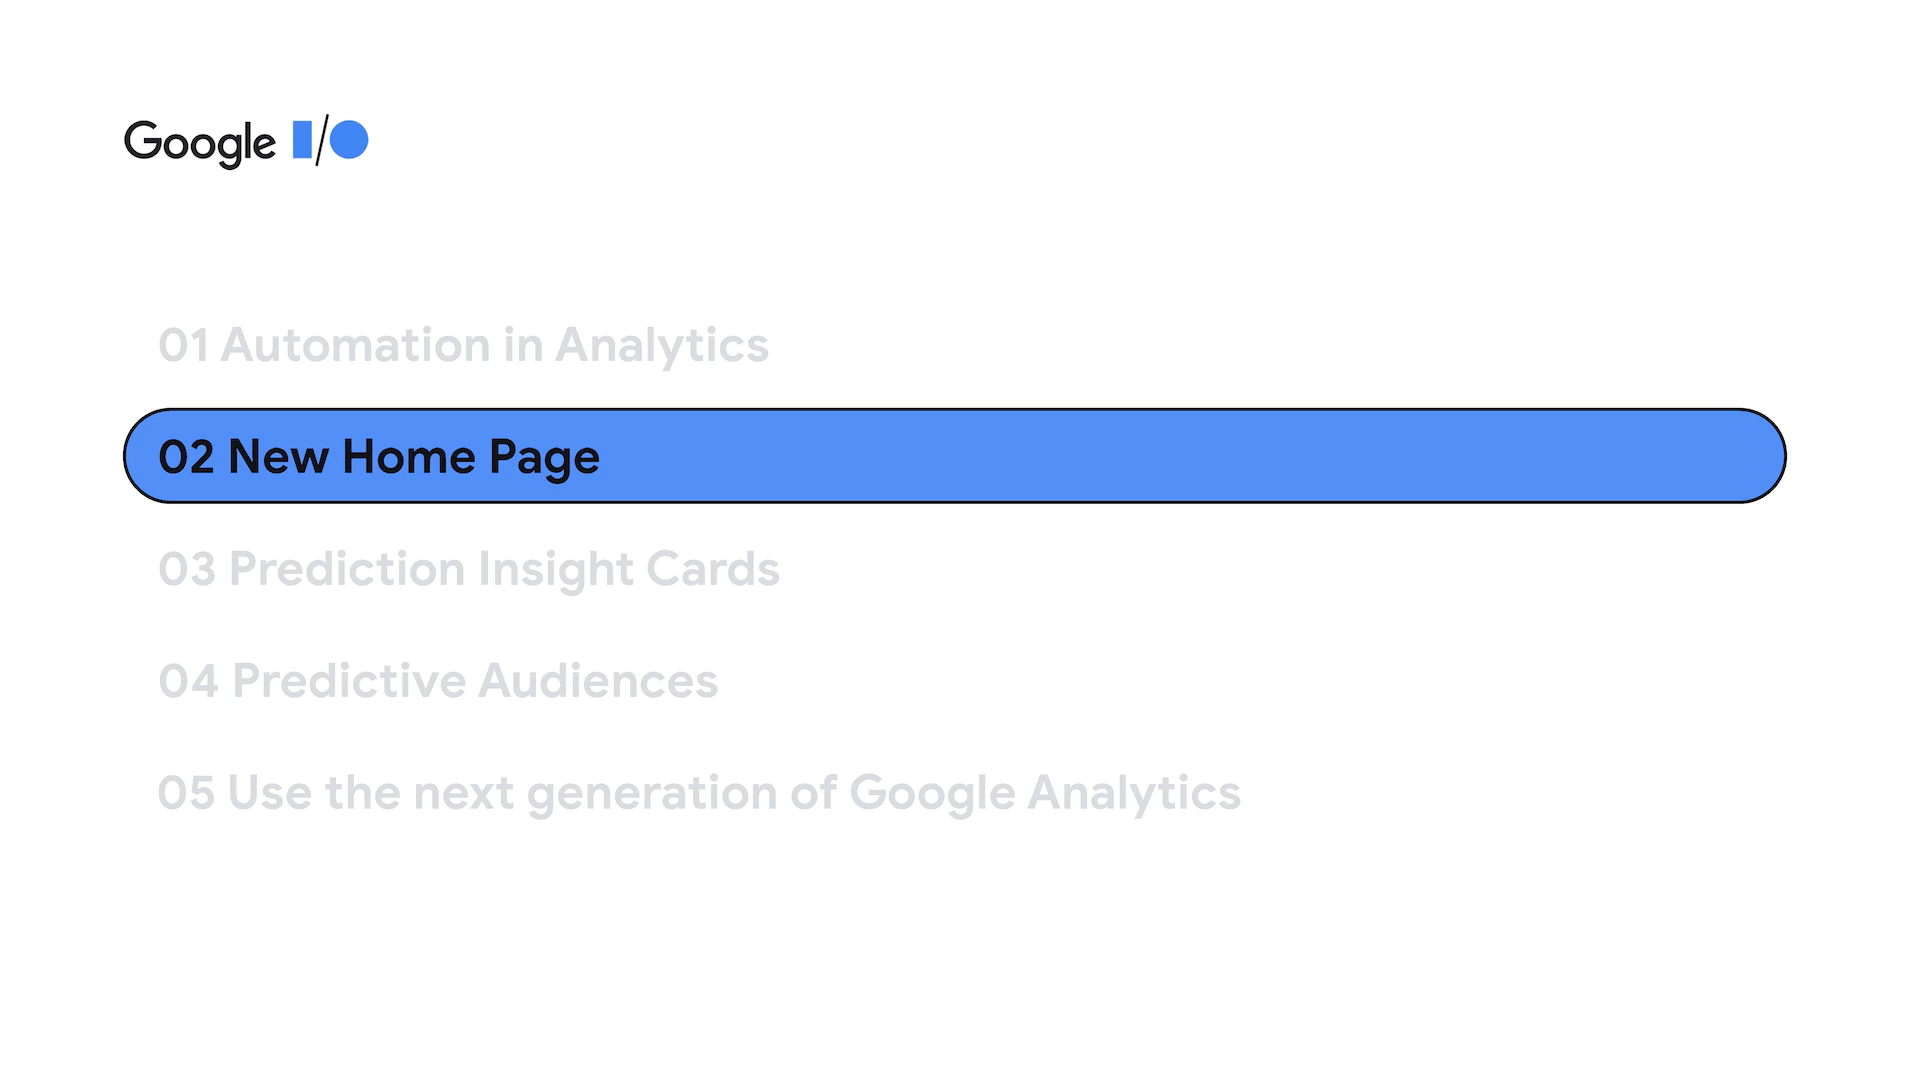 Google I/O
01 Automation in Analytics
02 New Home Page
03 Prediction Insight Cards
04 Predictive Audiences
05 Use the next generation of Google Analytics